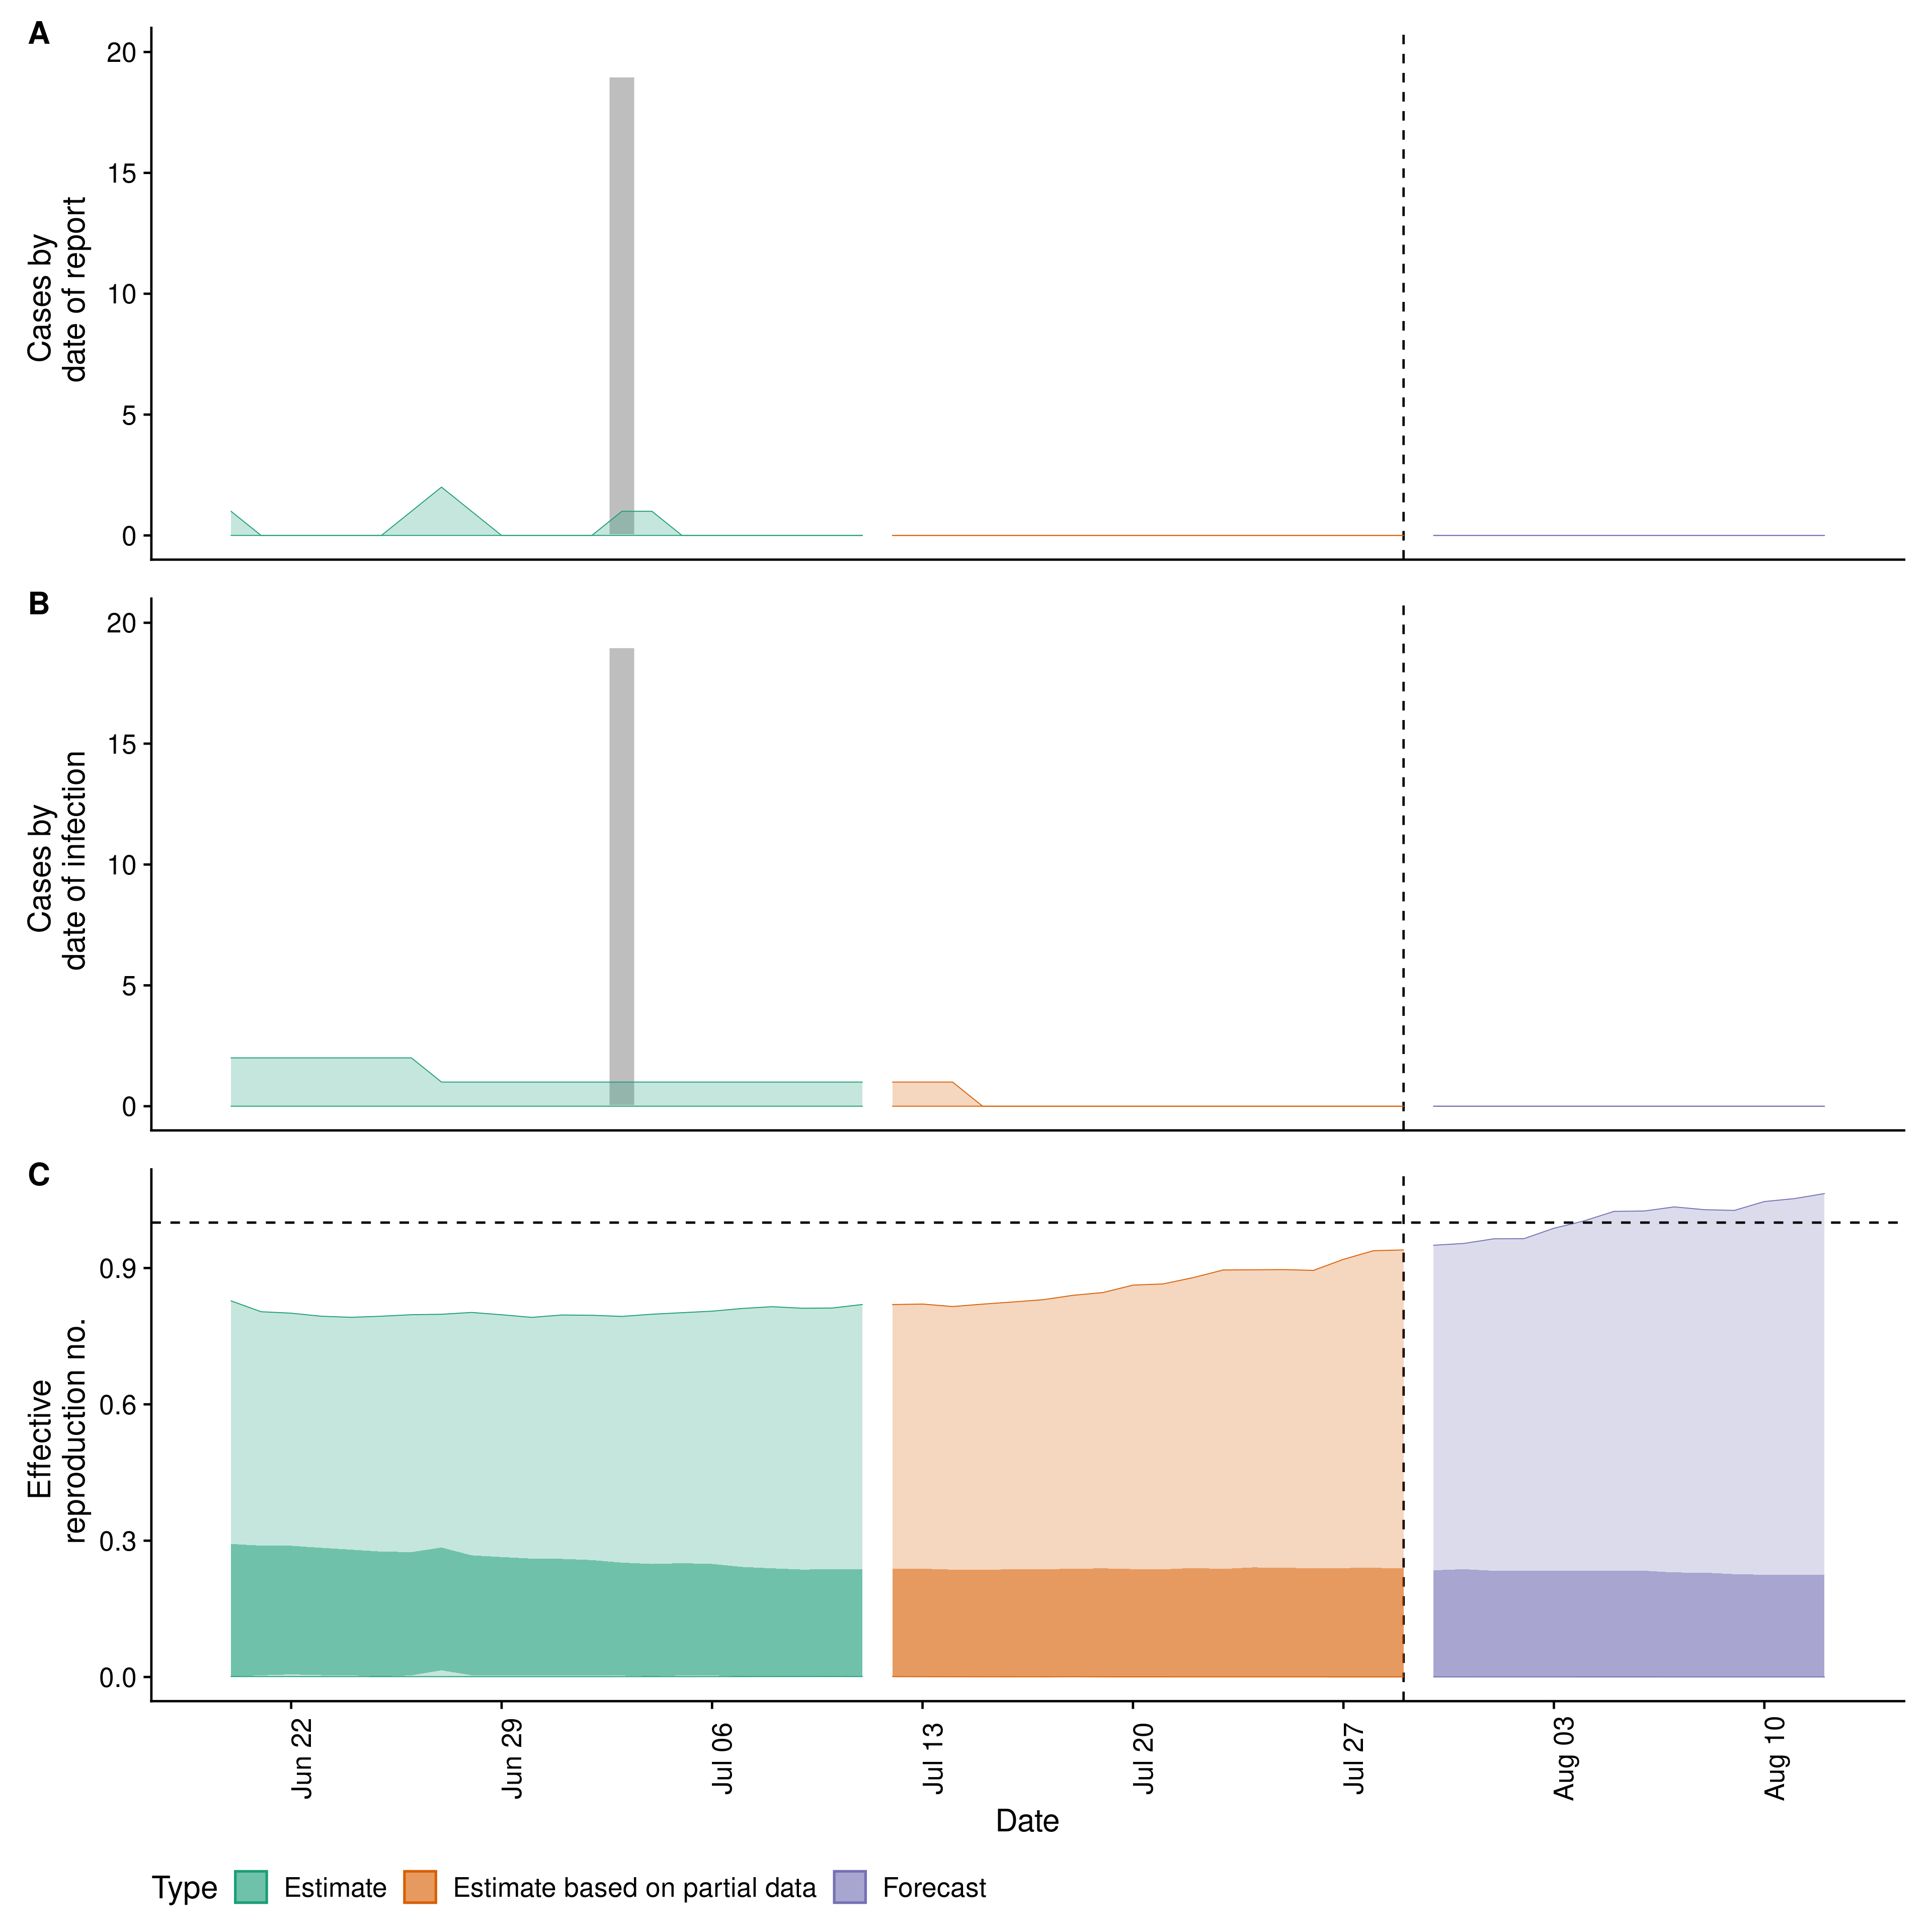 A
20
15
10
5
0
Cases by
date of report
B
20
15
10
5
0
Cases by
date of infection
C
0.9
0.6
0.3
0.0
Effective
reproduction no.
Jun 22
Jun 29
Jul 06
Jul 13
Jul 20
Jul 27
Aug 03
Aug 10
Date
Type
Estimate
Estimate based on partial data
Forecast